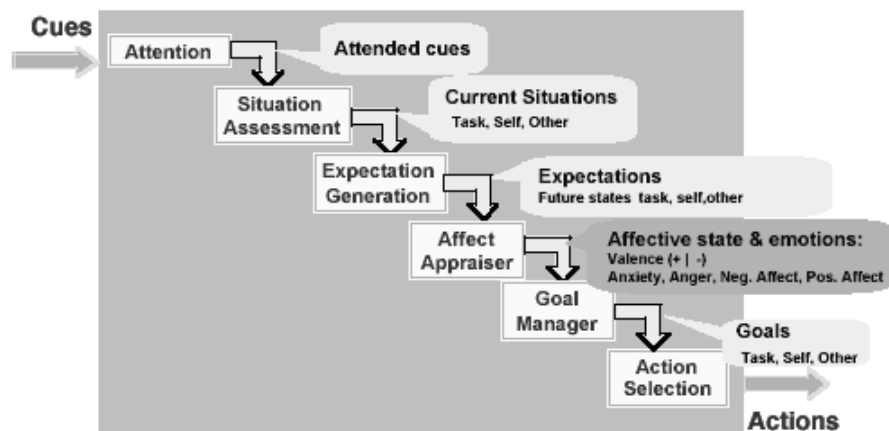 Cues
Attention
Attended cues
Situation
Assessment
Current Situations
Task, Self, Other
Expectation
Generation
Expectations
Future states task, self,other
Affect
Appraiser
Affective state & emotions:
Valence (+ | -)
Anxiety, Anger, Neg. Affect, Pos. Affect
Goal
Manager
Goals
Task, Self, Other
Action
Selection
Actions